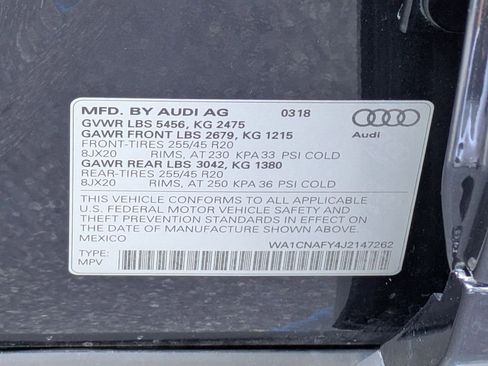 MFD. BY AUDI AG 0318
GVWR LBS 5456, KG 2475
GAWR FRONT LBS 2679, KG 1215
FRONT-TIRES 255/45 R20
8JX20 RIMS, AT 230 KPA 33 PSI COLD
GAWR REAR LBS 3042, KG 1380
REAR-TIRES 255/45 R20
8JX20 RIMS, AT 250 KPA 36 PSI COLD
Audi
THIS VEHICLE CONFORMS TO ALL APPLICABLE
U.S. FEDERAL MOTOR VEHICLE SAFETY AND
THEFT PREVENTION STANDARDS IN EFFECT ON
THE DATE OF MANUFACTURE SHOWN ABOVE.
MEXICO WA1CNAFY4J2147262
TYPE:
MPV